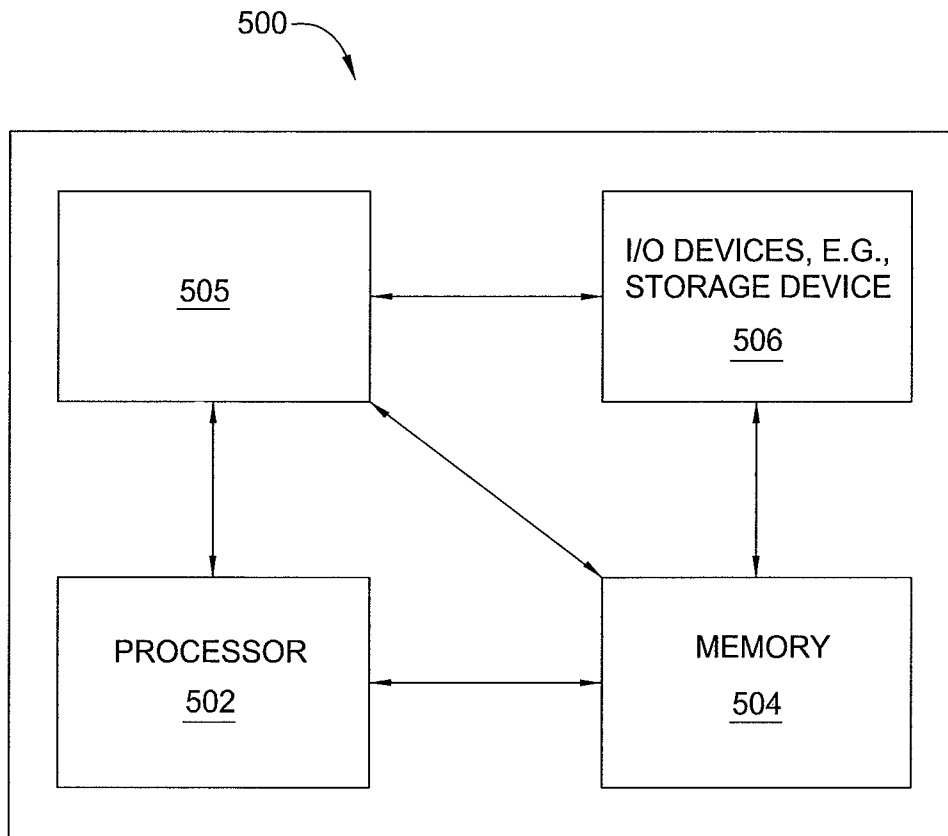 500
505
I/O DEVICES, E.G.,
STORAGE DEVICE
506
PROCESSOR
502
MEMORY
504